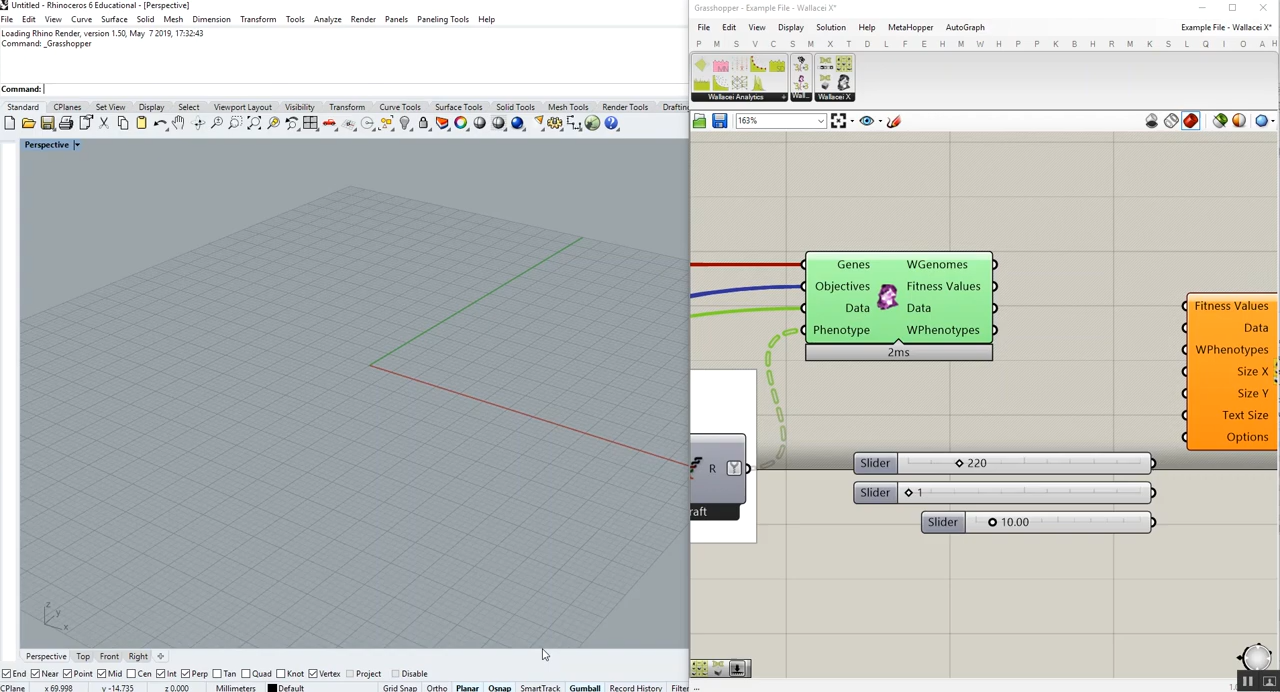 Untitled - Rhinoceros 6 Educational - [Perspective]
File Edit View Curve Surface Solid Mesh Dimension Transform Tools Analyze Render Panels Paneling Tools Help
Loading Rhino Render, version 1.50, May 7 2019, 17:32:43
Command: _Grasshopper
Command:
Standard CPlanes Set View Display Select Viewport Layout Visibility Transform Curve Tools Surface Tools Solid Tools Mesh Tools Render Tools Drafting
Perspective
z y x
Perspective Top Front Right
End Near Point Mid Cen Int Perp Tan Quad Knot Vertex Project Disable
CPlane x 69.998 y -14.735 z 0.000 Millimeters Default Grid Snap Ortho Planar Osnap SmartTrack Gumball Record History Filter
Grasshopper - Example File - Wallacei X*
File Edit View Display Solution Help MetaHopper AutoGraph Example File - Wallacei X*
P M S V C S M W X T D L F E H M W E H P P M C B T M K S L Q I O A H
Wallacei Analytics Wall... Wallacei X
163%
Genes WGenomes
Objectives Fitness Values
Data Data
Phenotype WPhenotypes
2ms
R
raft
Fitness Values
Data
WPhenotypes
Size X
Size Y
Text Size
Options
Slider 220
Slider 1
Slider 10.00